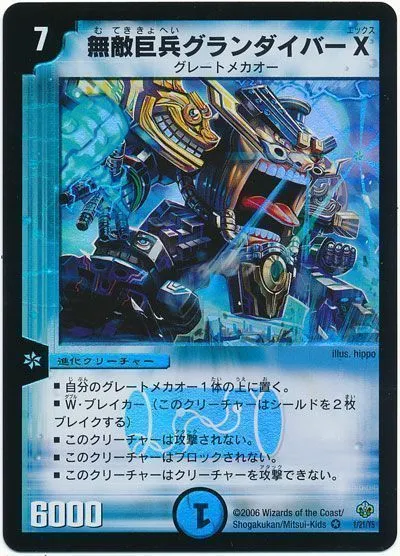 7
むてききょへい
エックス
無敵巨兵グランダイバーX
グレートメカオー
illus. hippo
進化クリーチャー
■自分のグレートメカオー1体の上に置く。
■W・ブレイカー(このクリーチャーはシールドを2枚
ブレイクする)
■このクリーチャーは攻撃されない。
■このクリーチャーはブロックされない。
■このクリーチャーはクリーチャーを攻撃できない。
6000
1
©2006 Wizards of the Coast/
Shogakukan/Mitsui-Kids
1/21/Y5